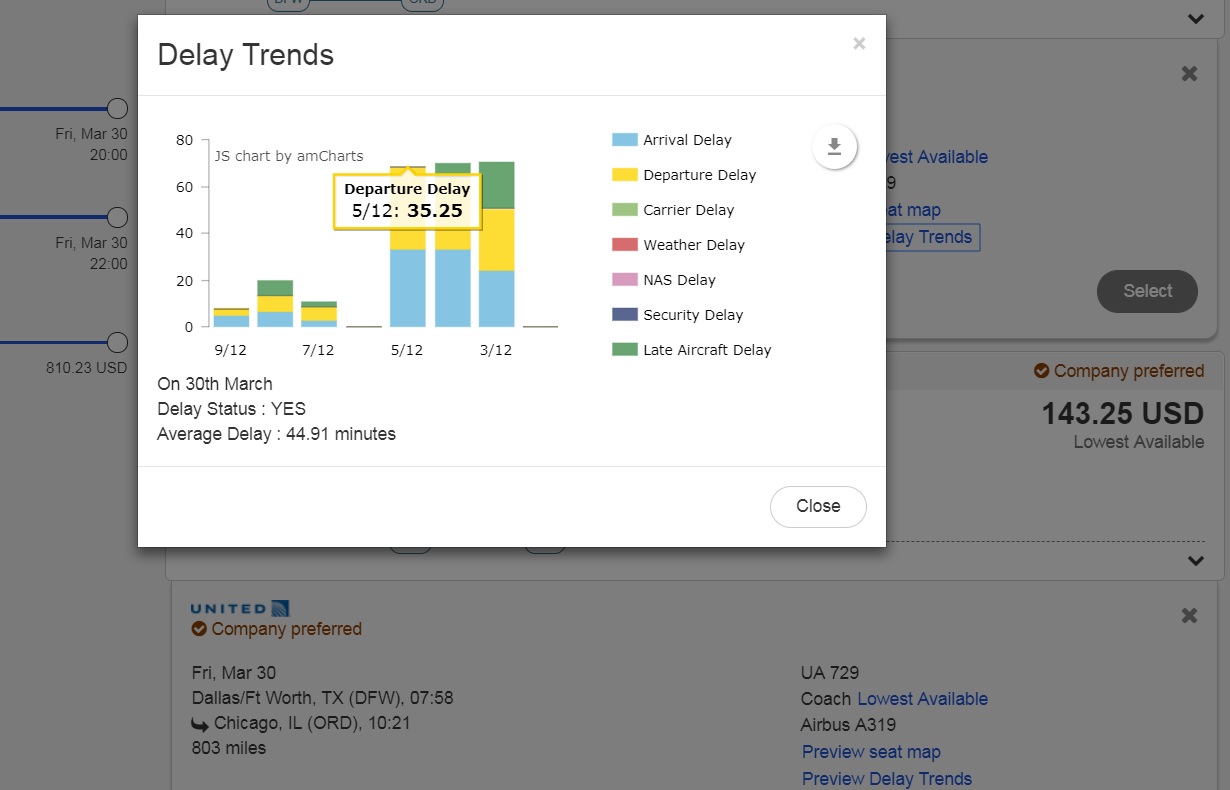 Delay Trends
×
80
60
40
20
0
JS chart by amCharts
Departure Delay
5/12: 35.25
9/12
7/12
5/12
3/12
Arrival Delay
Departure Delay
Carrier Delay
Weather Delay
NAS Delay
Security Delay
Late Aircraft Delay
On 30th March
Delay Status : YES
Average Delay : 44.91 minutes
Close
Fri, Mar 30
20:00
Fri, Mar 30
22:00
810.23 USD
vest Available
9
eat map
elay Trends
Select
Company preferred
143.25 USD
Lowest Available
UNITED
Company preferred
Fri, Mar 30
Dallas/Ft Worth, TX (DFW), 07:58
Chicago, IL (ORD), 10:21
803 miles
UA 729
Coach Lowest Available
Airbus A319
Preview seat map
Preview Delay Trends